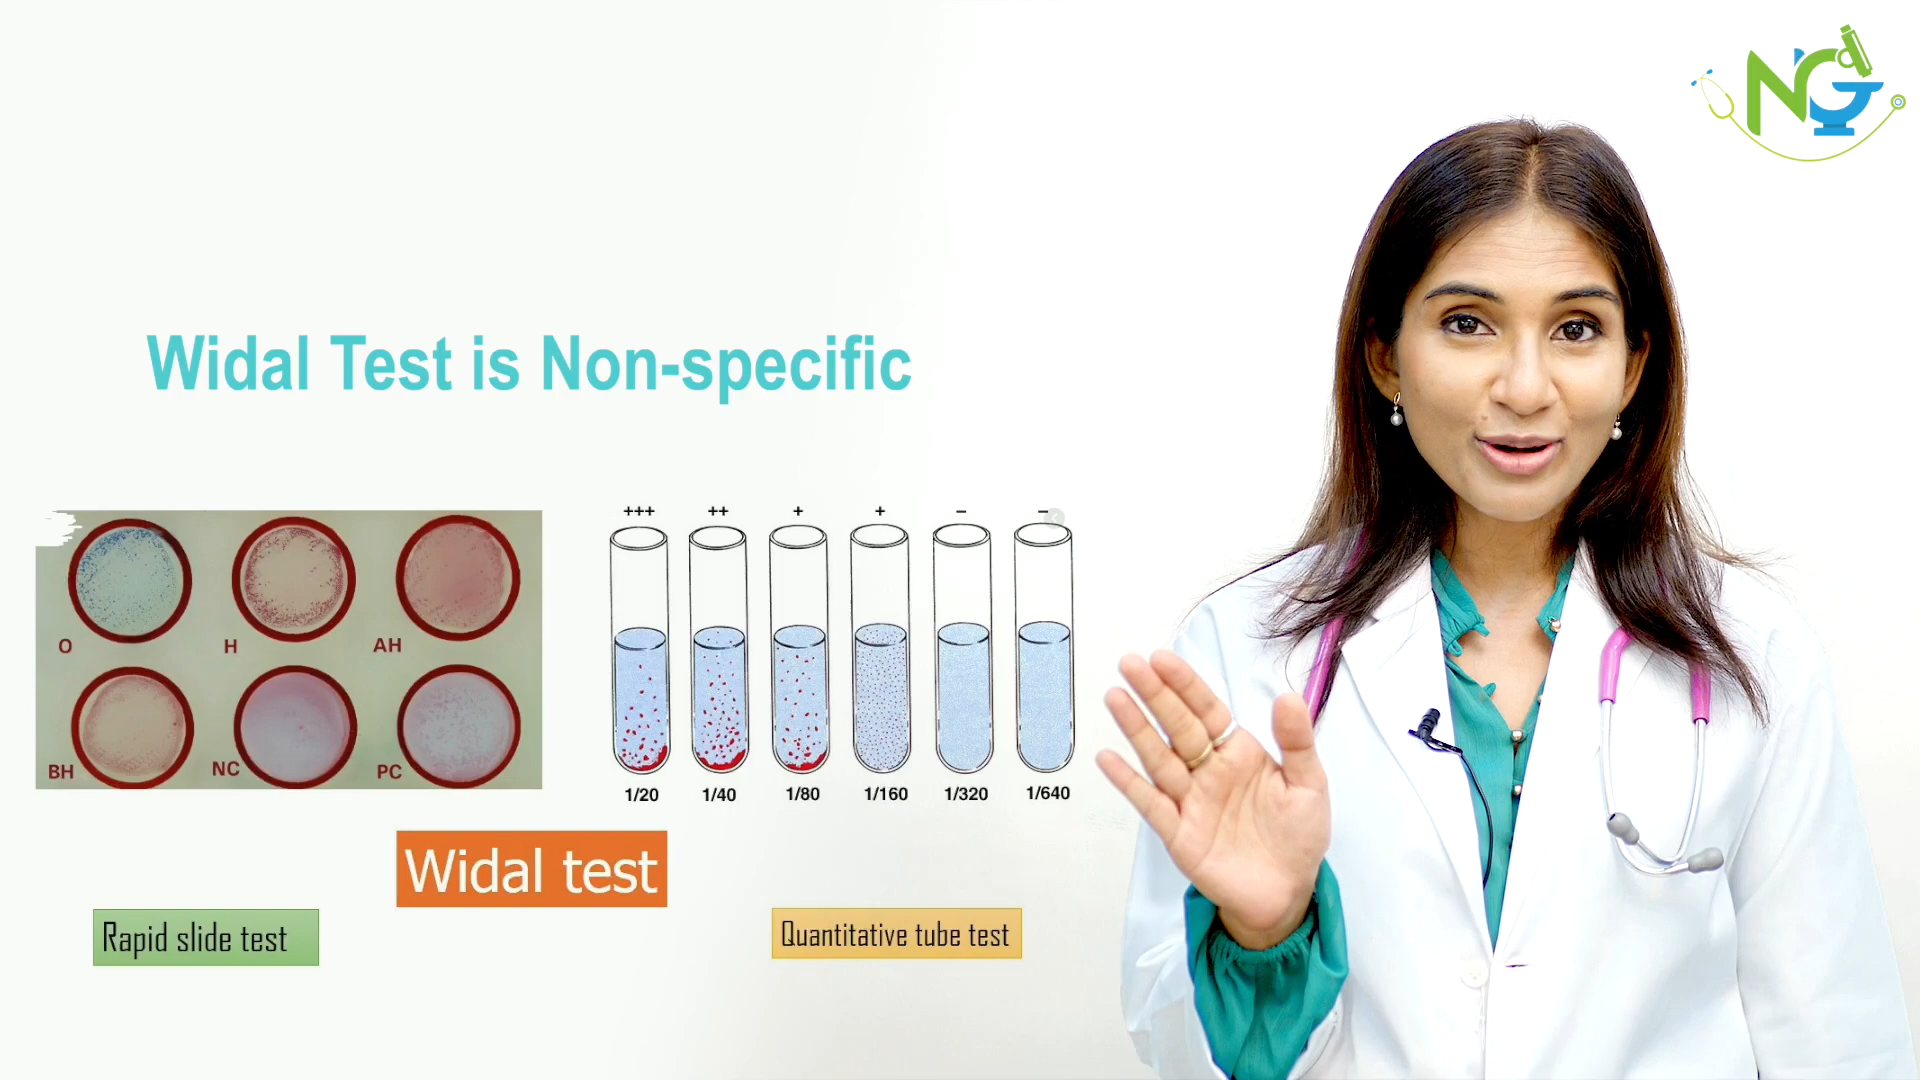 NG
Widal Test is Non-specific
+++ ++ + + – –
O H AH
BH NC PC
1/20 1/40 1/80 1/160 1/320 1/640
Widal test
Rapid slide test
Quantitative tube test